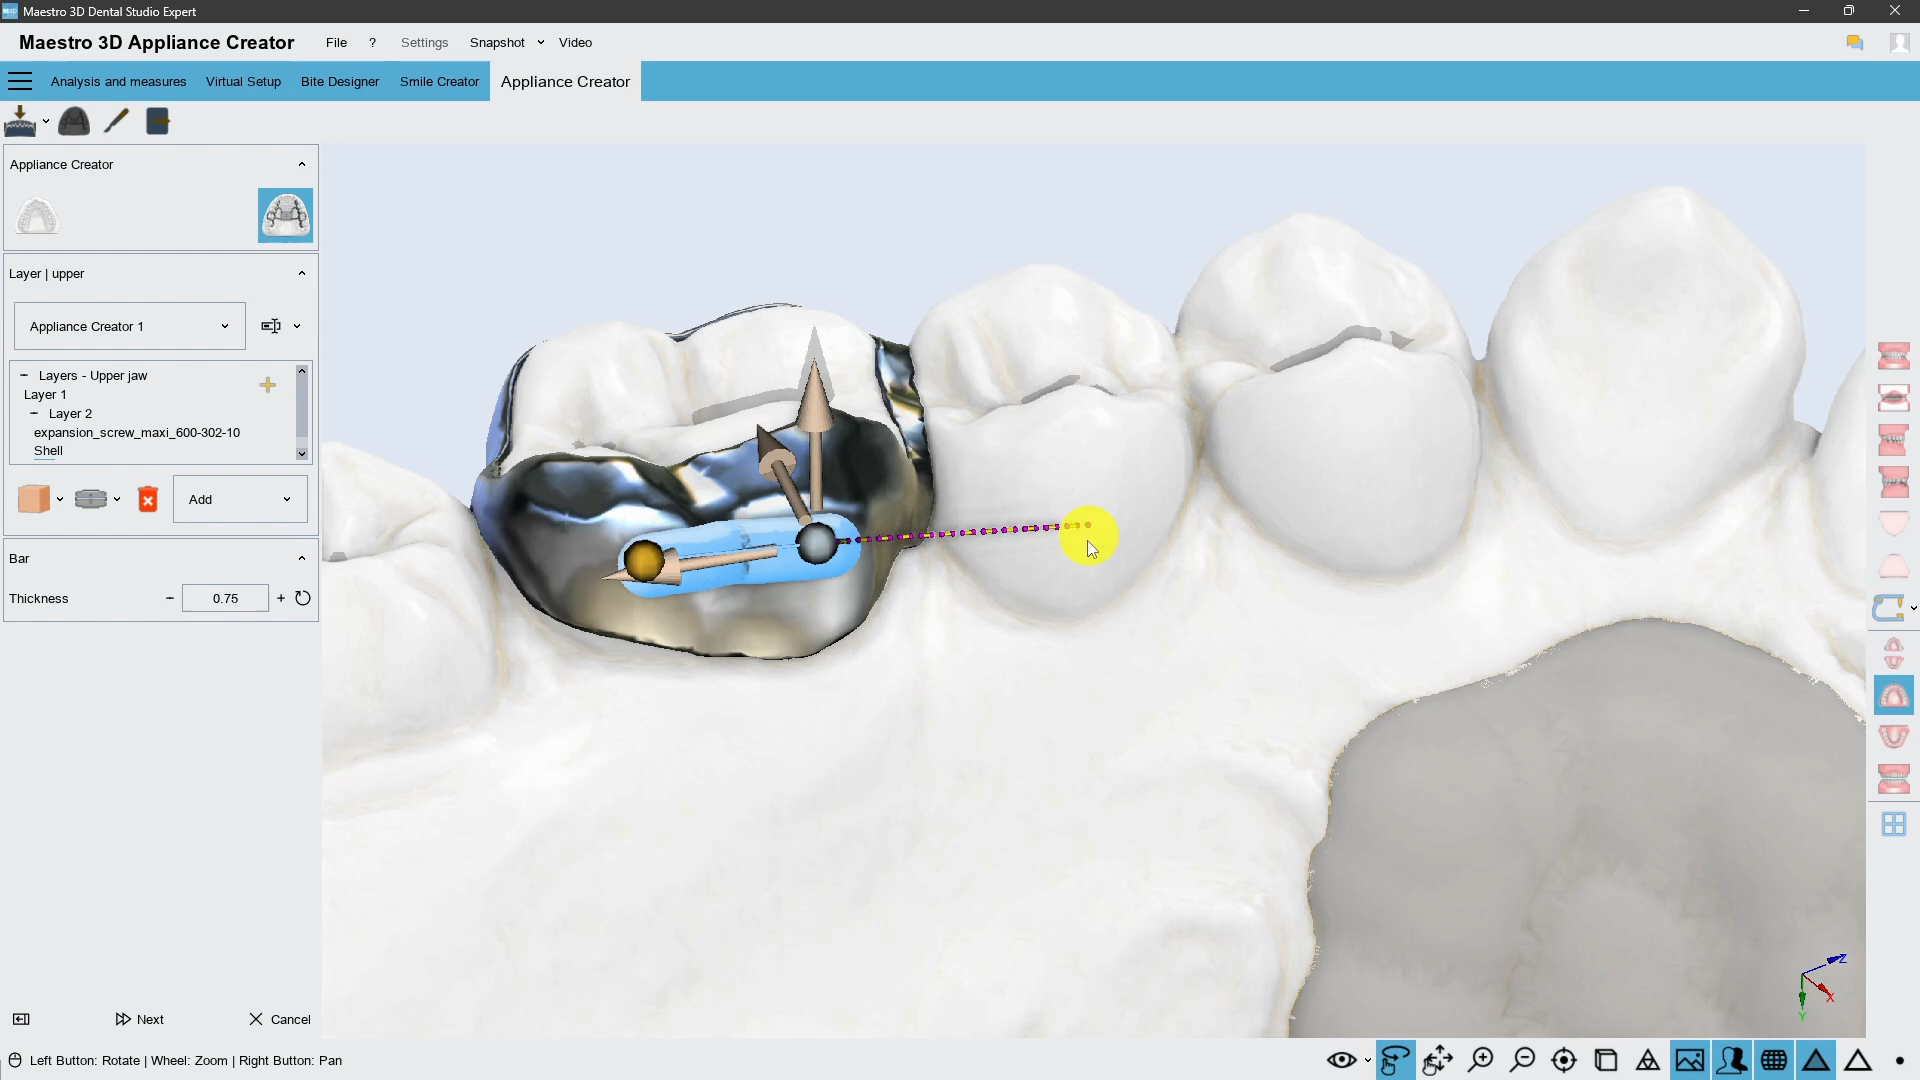 Maestro 3D Dental Studio Expert
Maestro 3D Appliance Creator File ? Settings Snapshot Video
Analysis and measures Virtual Setup Bite Designer Smile Creator Appliance Creator
Appliance Creator
Layer | upper
Appliance Creator 1
Layers - Upper jaw
Layer 1
Layer 2
expansion_screw_maxi_600-302-10
Shell
Add
Bar
Thickness - 0.75 +
Z
X
Y
Next Cancel
Left Button: Rotate | Wheel: Zoom | Right Button: Pan